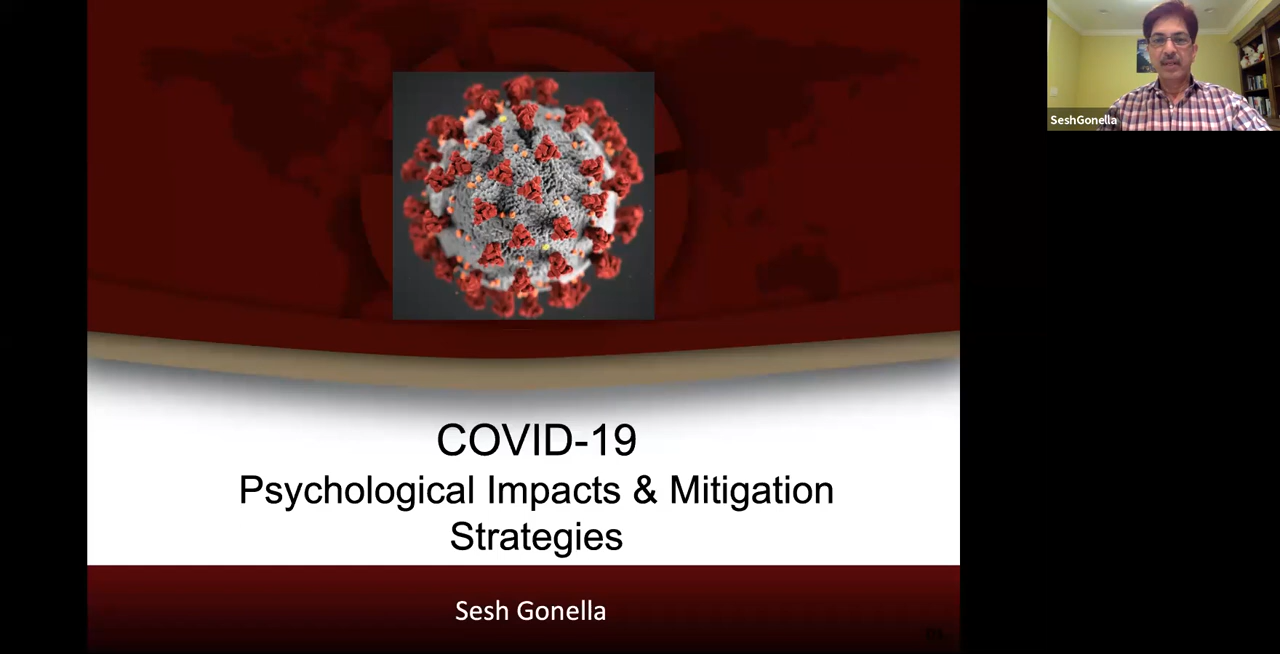 SeshGonella
COVID-19
Psychological Impacts & Mitigation
Strategies
Sesh Gonella